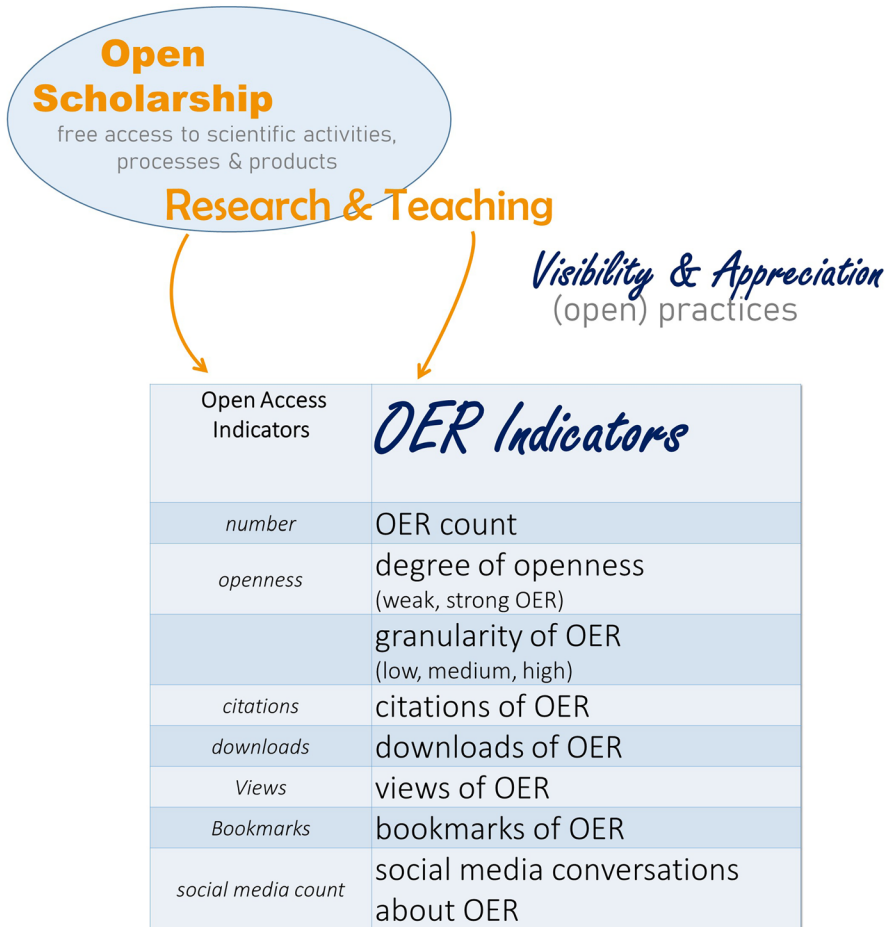 Open
Scholarship
free access to scientific activities,
processes & products
Research & Teaching
Visibility & Appreciation
(open) practices
Open Access
Indicators
OER Indicators
number
OER count
openness
degree of openness
(weak, strong OER)
granularity of OER
(low, medium, high)
citations
citations of OER
downloads
downloads of OER
Views
views of OER
Bookmarks
bookmarks of OER
social media count
social media conversations
about OER